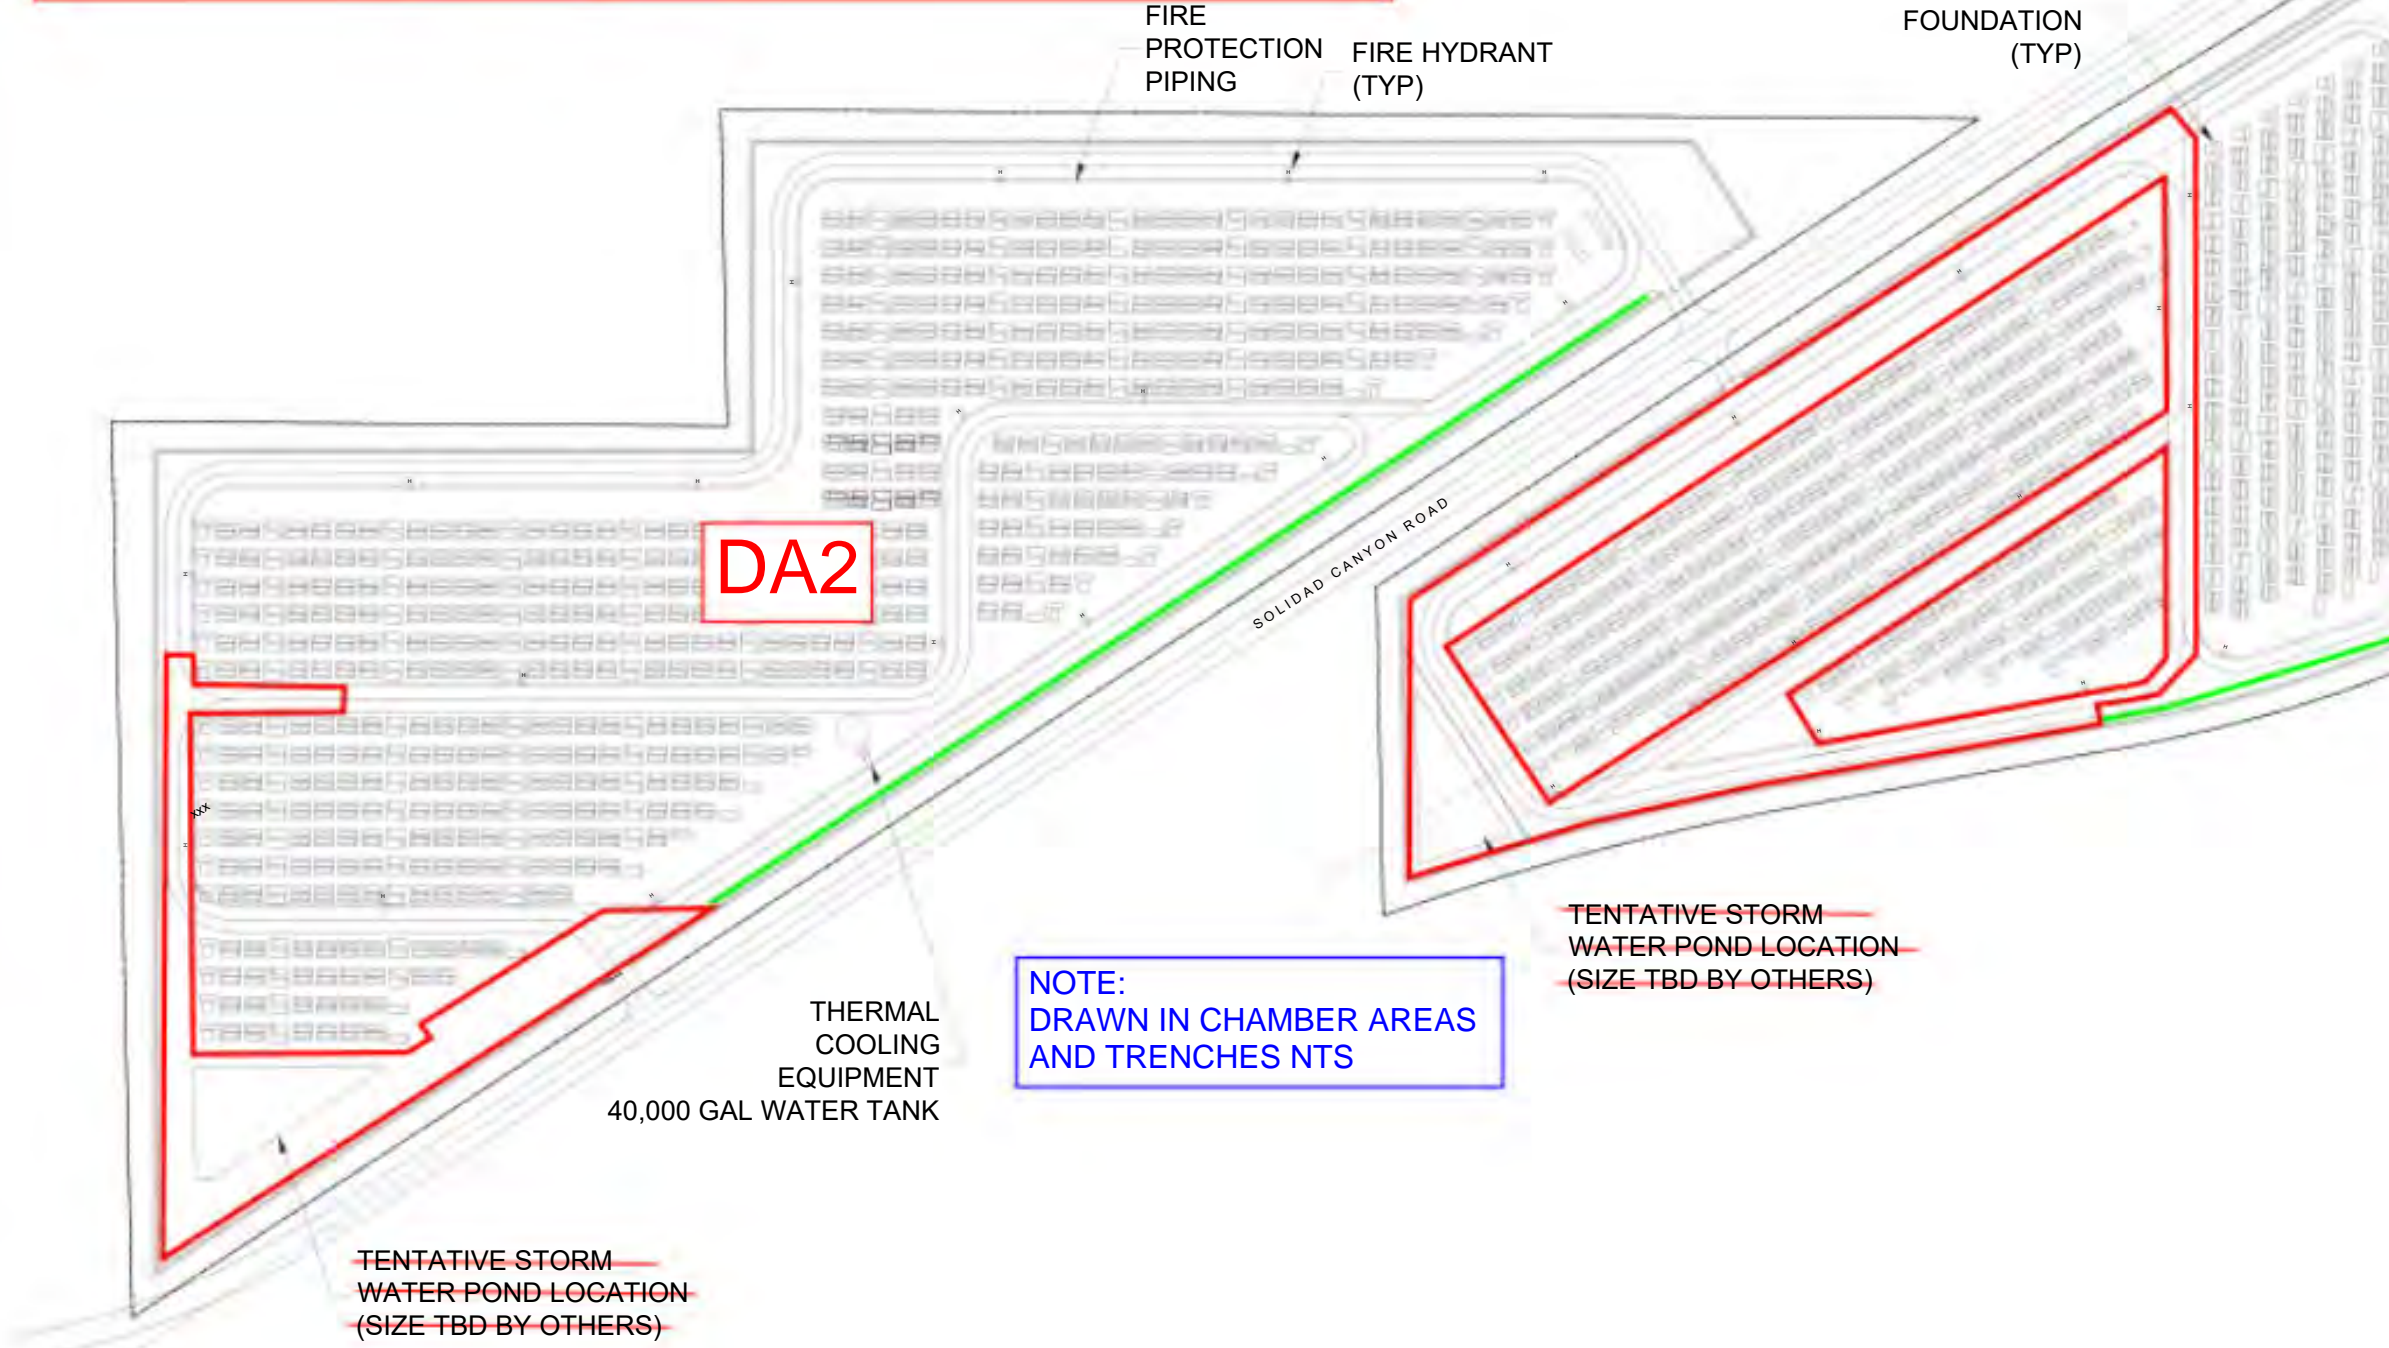 FIRE
PROTECTION
PIPING
FIRE HYDRANT
(TYP)
FOUNDATION
(TYP)
DA2
SOLIDAD CANYON ROAD
XXX
THERMAL
COOLING
EQUIPMENT
40,000 GAL WATER TANK
NOTE:
DRAWN IN CHAMBER AREAS
AND TRENCHES NTS
TENTATIVE STORM
WATER POND LOCATION
(SIZE TBD BY OTHERS)
TENTATIVE STORM
WATER POND LOCATION
(SIZE TBD BY OTHERS)